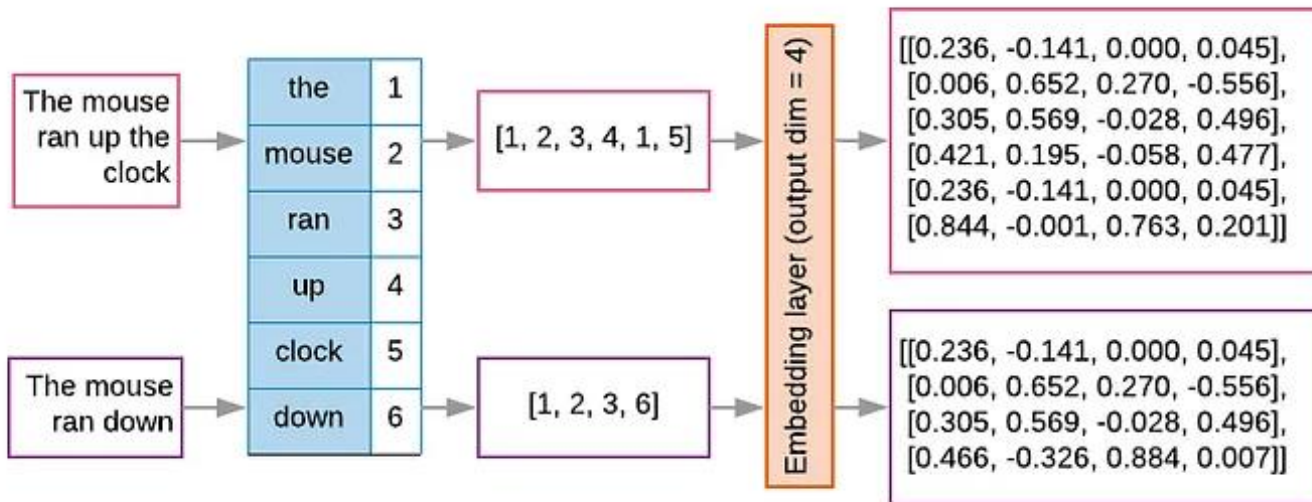 The mouse
ran up the
clock
the 1
mouse 2
ran 3
up 4
clock 5
down 6
[1, 2, 3, 4, 1, 5]
Embedding layer (output dim = 4)
[[0.236, -0.141, 0.000, 0.045],
[0.006, 0.652, 0.270, -0.556],
[0.305, 0.569, -0.028, 0.496],
[0.421, 0.195, -0.058, 0.477],
[0.236, -0.141, 0.000, 0.045],
[0.844, -0.001, 0.763, 0.201]]
The mouse
ran down
[1, 2, 3, 6]
[[0.236, -0.141, 0.000, 0.045],
[0.006, 0.652, 0.270, -0.556],
[0.305, 0.569, -0.028, 0.496],
[0.466, -0.326, 0.884, 0.007]]